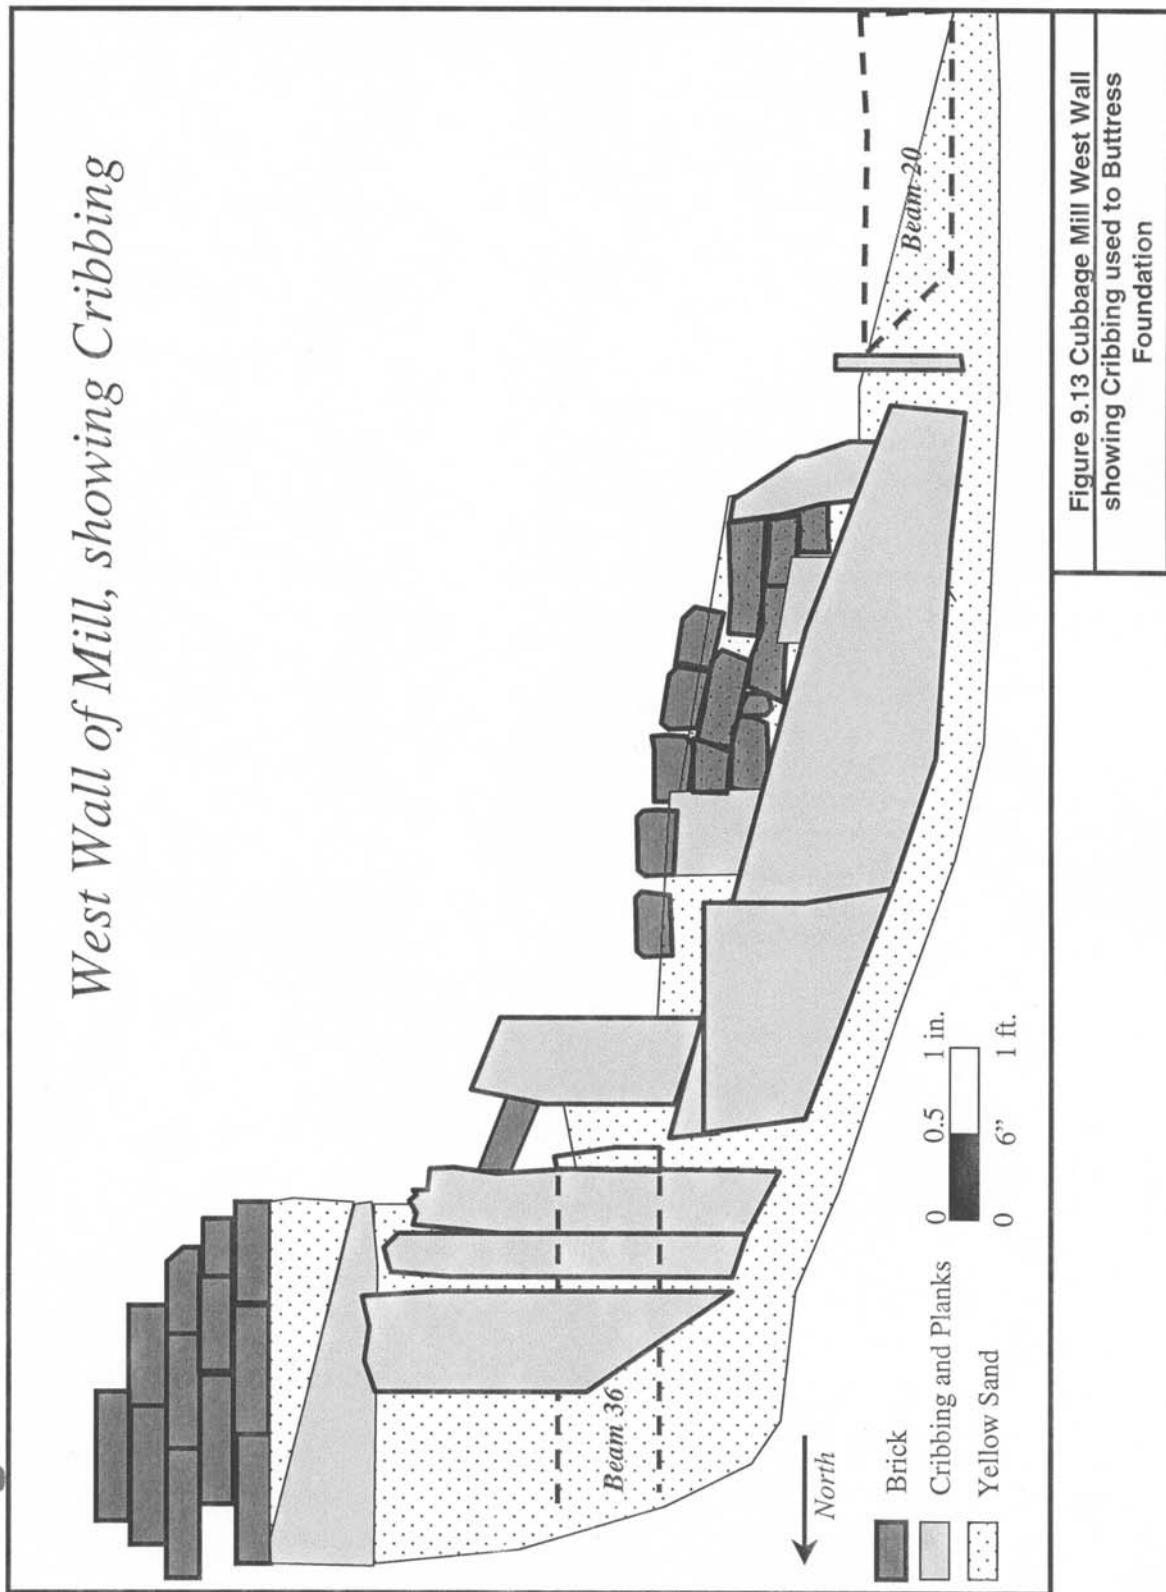 West Wall of Mill, showing Cribbing
Beam 36
Beam 20
North
Brick
Cribbing and Planks
Yellow Sand
0 0.5 1 in.
0 6” 1 ft.
Figure 9.13 Cubbage Mill West Wall
showing Cribbing used to Buttress
Foundation